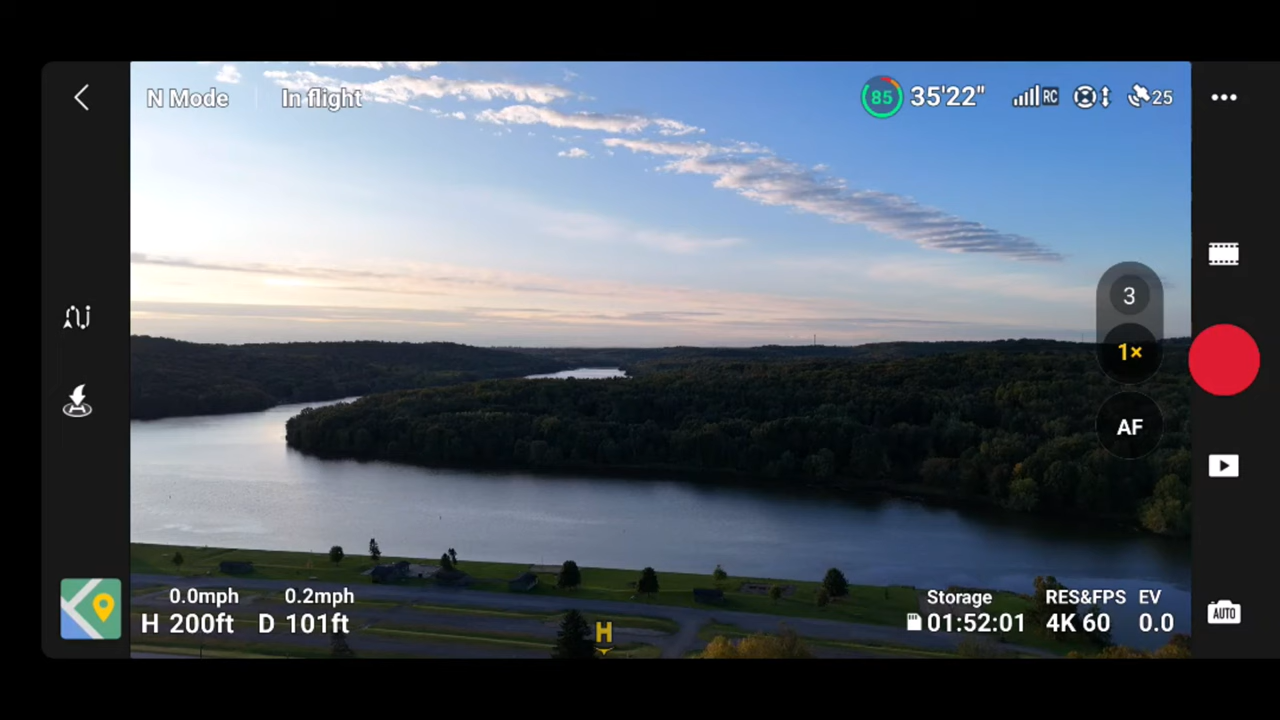 N Mode In flight 85 35'22" RC 25
3
1×
AF
0.0mph 0.2mph
H 200ft D 101ft
H
Storage RES&FPS EV
01:52:01 4K 60 0.0
AUTO